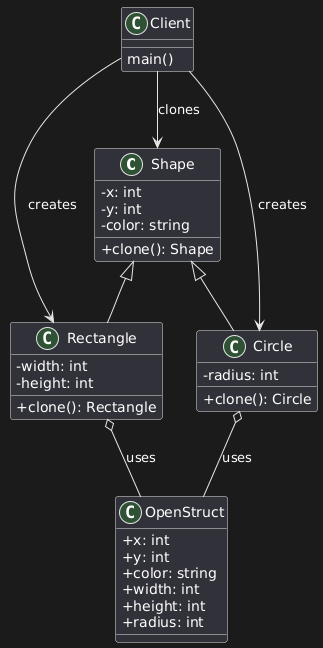 C Client
main()
clones
creates
creates
C Shape
-x: int
-y: int
-color: string
+clone(): Shape
C Rectangle
-width: int
-height: int
+clone(): Rectangle
C Circle
-radius: int
+clone(): Circle
uses
uses
C OpenStruct
+x: int
+y: int
+color: string
+width: int
+height: int
+radius: int